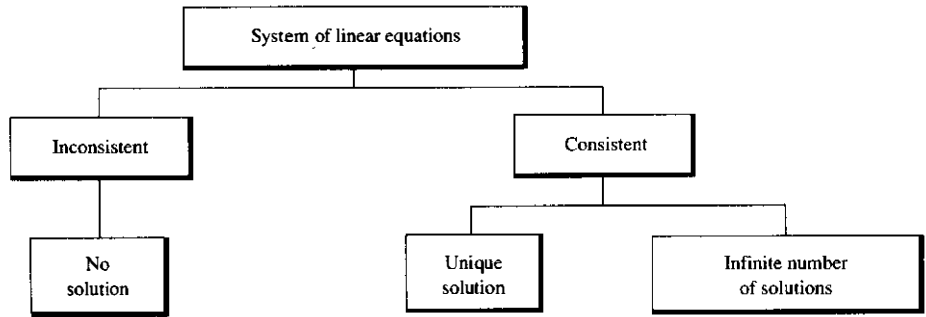 System of linear equations
Inconsistent
Consistent
No
solution
Unique
solution
Infinite number
of solutions